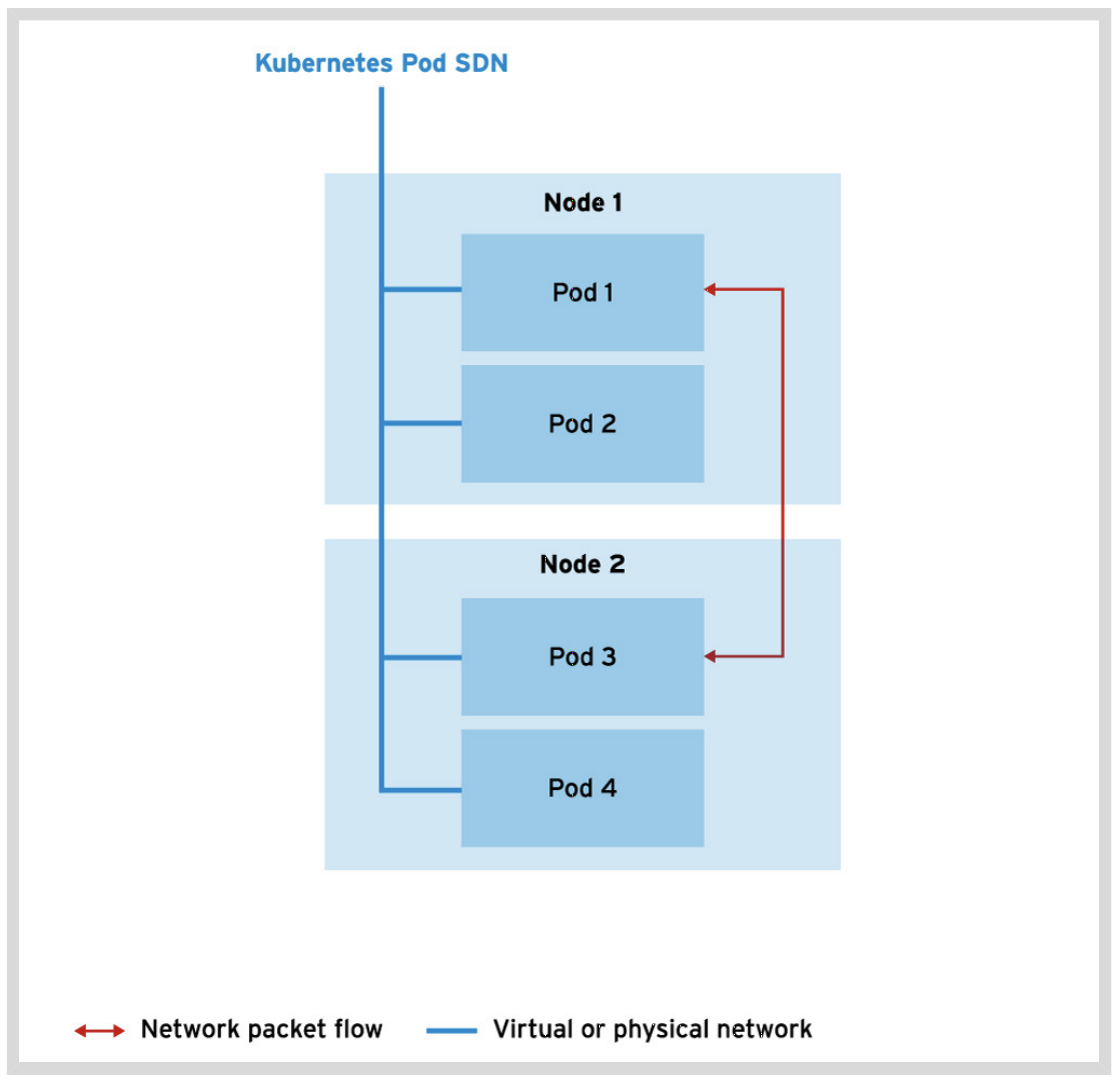 Kubernetes Pod SDN
Node 1
Pod 1
Pod 2
Node 2
Pod 3
Pod 4
Network packet flow
Virtual or physical network